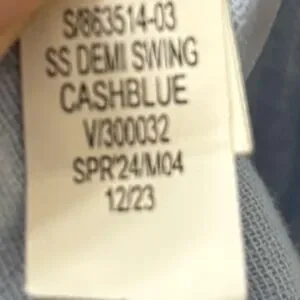 S/863514-03
SS DEMI SWING
CASHBLUE
V/300032
SPR'24/M04
12/23